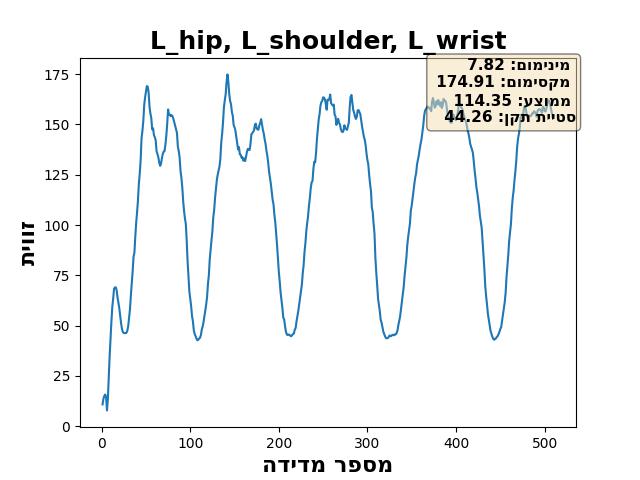 L_hip, L_shoulder, L_wrist
מינימום: 7.82
מקסימום: 174.91
ממוצע: 114.35
סטיית תקן: 44.26
175
150
125
100
75
50
25
0
זווית
0 100 200 300 400 500
מספר מדידה